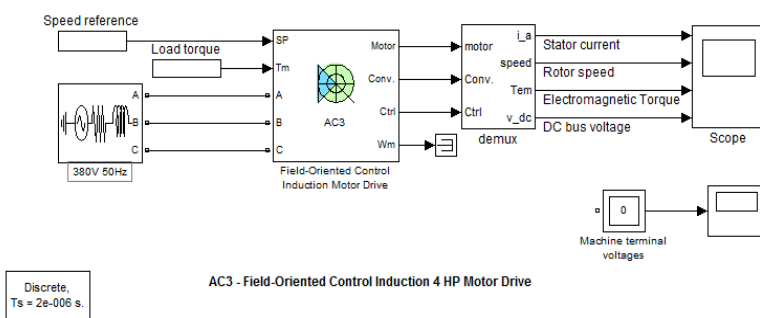 Speed reference
Load torque
SP
Tm
A
B
C
Motor
Conv.
Ctrl
Wm
AC3
A
B
C
380V 50Hz
Field-Oriented Control
Induction Motor Drive
motor
Conv.
Ctrl
i_a
speed
Tem
v_dc
demux
Stator current
Rotor speed
Electromagnetic Torque
DC bus voltage
Scope
0
Machine terminal
voltages
Discrete,
Ts = 2e-006 s.
AC3 - Field-Oriented Control Induction 4 HP Motor Drive